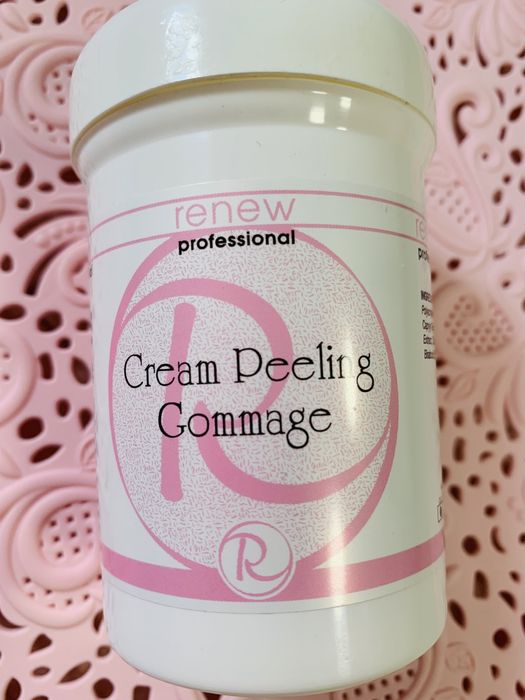 renew
professional
Cream Peeling
Gommage
R